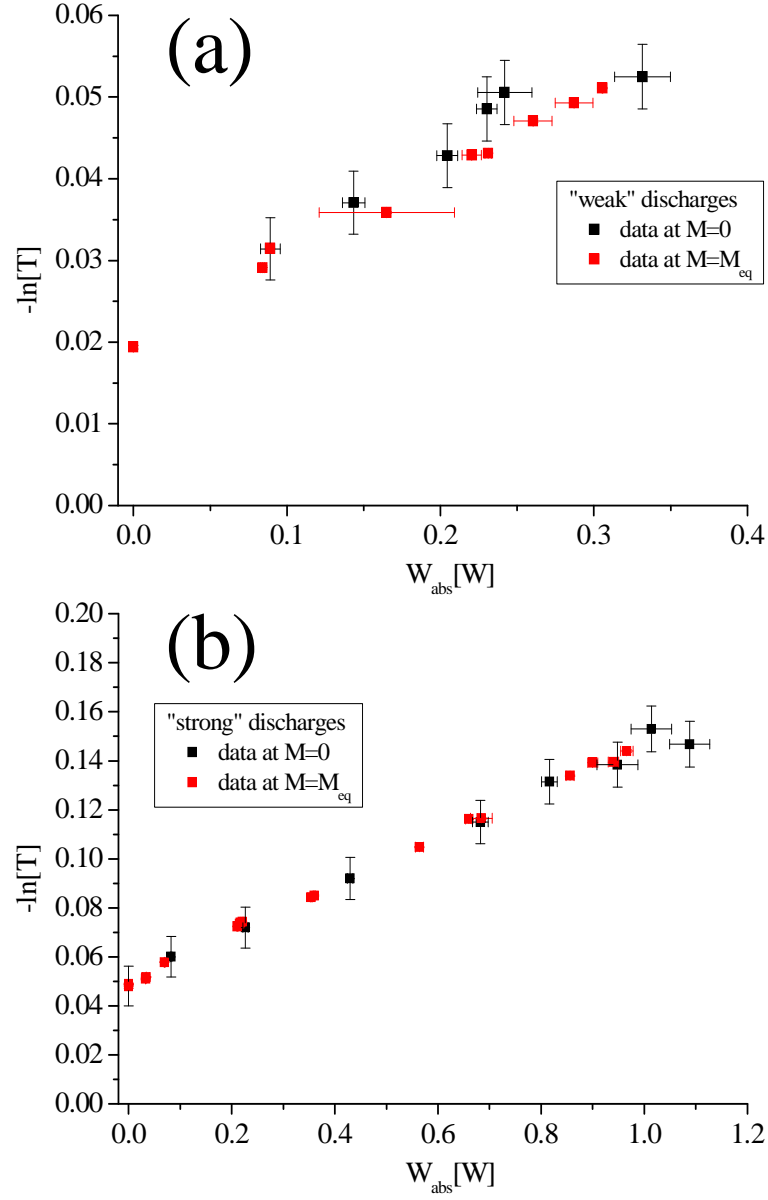 (a)
0.06
0.05
0.04
0.03
0.02
0.01
0.00
-ln[T]
"weak" discharges
data at M=0
data at M=M_eq
0.0 0.1 0.2 0.3 0.4
W_abs[W]
(b)
0.20
0.18
0.16
0.14
0.12
0.10
0.08
0.06
0.04
0.02
0.00
-ln[T]
"strong" discharges
data at M=0
data at M=M_eq
0.0 0.2 0.4 0.6 0.8 1.0 1.2
W_abs[W]